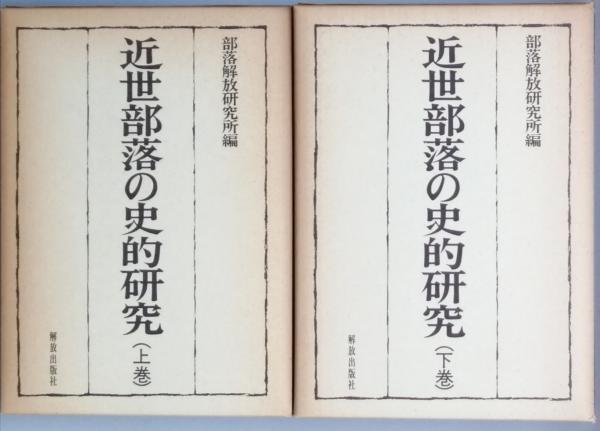 部落解放研究所編
近世部落の史的研究(上巻)
解放出版社
部落解放研究所編
近世部落の史的研究(下巻)
解放出版社